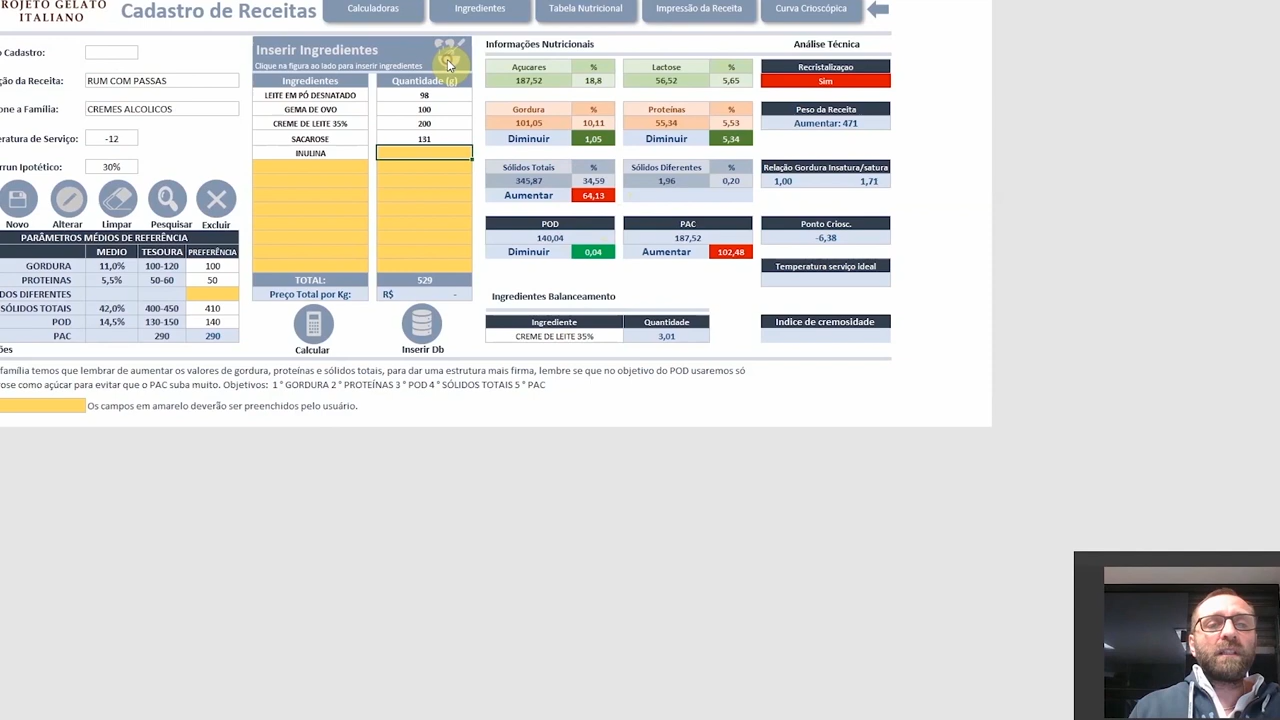 ROJETO GELATO
ITALIANO
Cadastro de Receitas
Calculadoras
Ingredientes
Tabela Nutricional
Impressão da Receita
Curva Crioscópica
o Cadastro:
ção da Receita:
RUM COM PASSAS
one a Família:
CREMES ALCOLICOS
eratura de Serviço:
-12
rrun Ipotético:
30%
Novo
Alterar
Limpar
Pesquisar
Excluir
PARÂMETROS MÉDIOS DE REFERÊNCIA
MEDIO TESOURA PREFERÊNCIA
GORDURA 11,0% 100-120 100
PROTEINAS 5,5% 50-60 50
DOS DIFERENTES
SÓLIDOS TOTAIS 42,0% 400-450 410
POD 14,5% 130-150 140
PAC 290 290
ões
Inserir Ingredientes
Clique na figura ao lado para inserir ingredientes
Ingredientes Quantidade (g)
LEITE EM PÓ DESNATADO 98
GEMA DE OVO 100
CREME DE LEITE 35% 200
SACAROSE 131
INULINA
TOTAL: 529
Preço Total por Kg: R$ -
Calcular
Inserir Db
Informações Nutricionais
Açucares %
187,52 18,8
Lactose %
56,52 5,65
Gordura %
101,05 10,11
Diminuir 1,05
Proteínas %
55,34 5,53
Diminuir 5,34
Sólidos Totais %
345,87 34,59
Aumentar 64,13
Sólidos Diferentes %
1,96 0,20
POD
140,04
Diminuir 0,04
PAC
187,52
Aumentar 102,48
Ingredientes Balanceamento
Ingrediente Quantidade
CREME DE LEITE 35% 3,01
Análise Técnica
Recristalizaçao
Sim
Peso da Receita
Aumentar: 471
Relação Gordura Insatura/satura
1,00 1,71
Ponto Criosc.
-6,38
Temperatura serviço ideal
Indice de cremosidade
família temos que lembrar de aumentar os valores de gordura, proteínas e sólidos totais, para dar uma estrutura mais firma, lembre se que no objetivo do POD usaremos só
rose como açúcar para evitar que o PAC suba muito. Objetivos: 1 ° GORDURA 2 ° PROTEÍNAS 3 ° POD 4 ° SÓLIDOS TOTAIS 5 ° PAC
Os campos em amarelo deverão ser preenchidos pelo usuário.